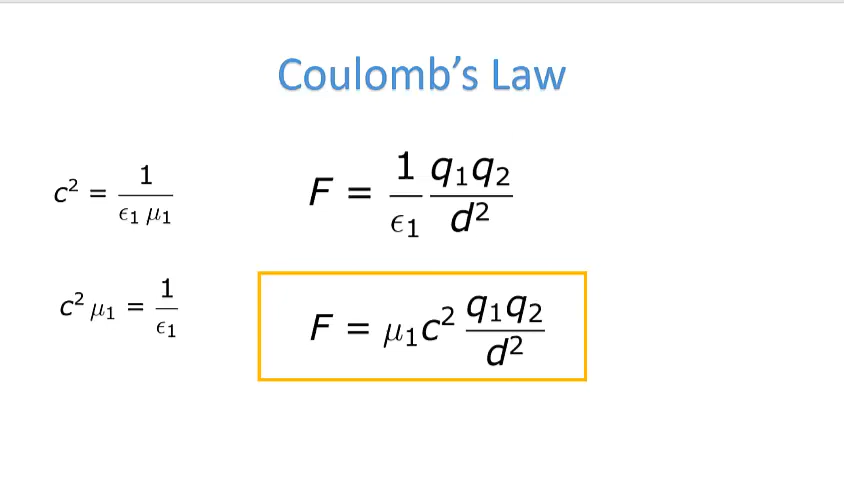 Coulomb's Law
c² = 1 / ϵ₁ μ₁
F = 1/ϵ₁ q₁q₂/d²
c² μ₁ = 1/ϵ₁
F = μ₁c² q₁q₂/d²